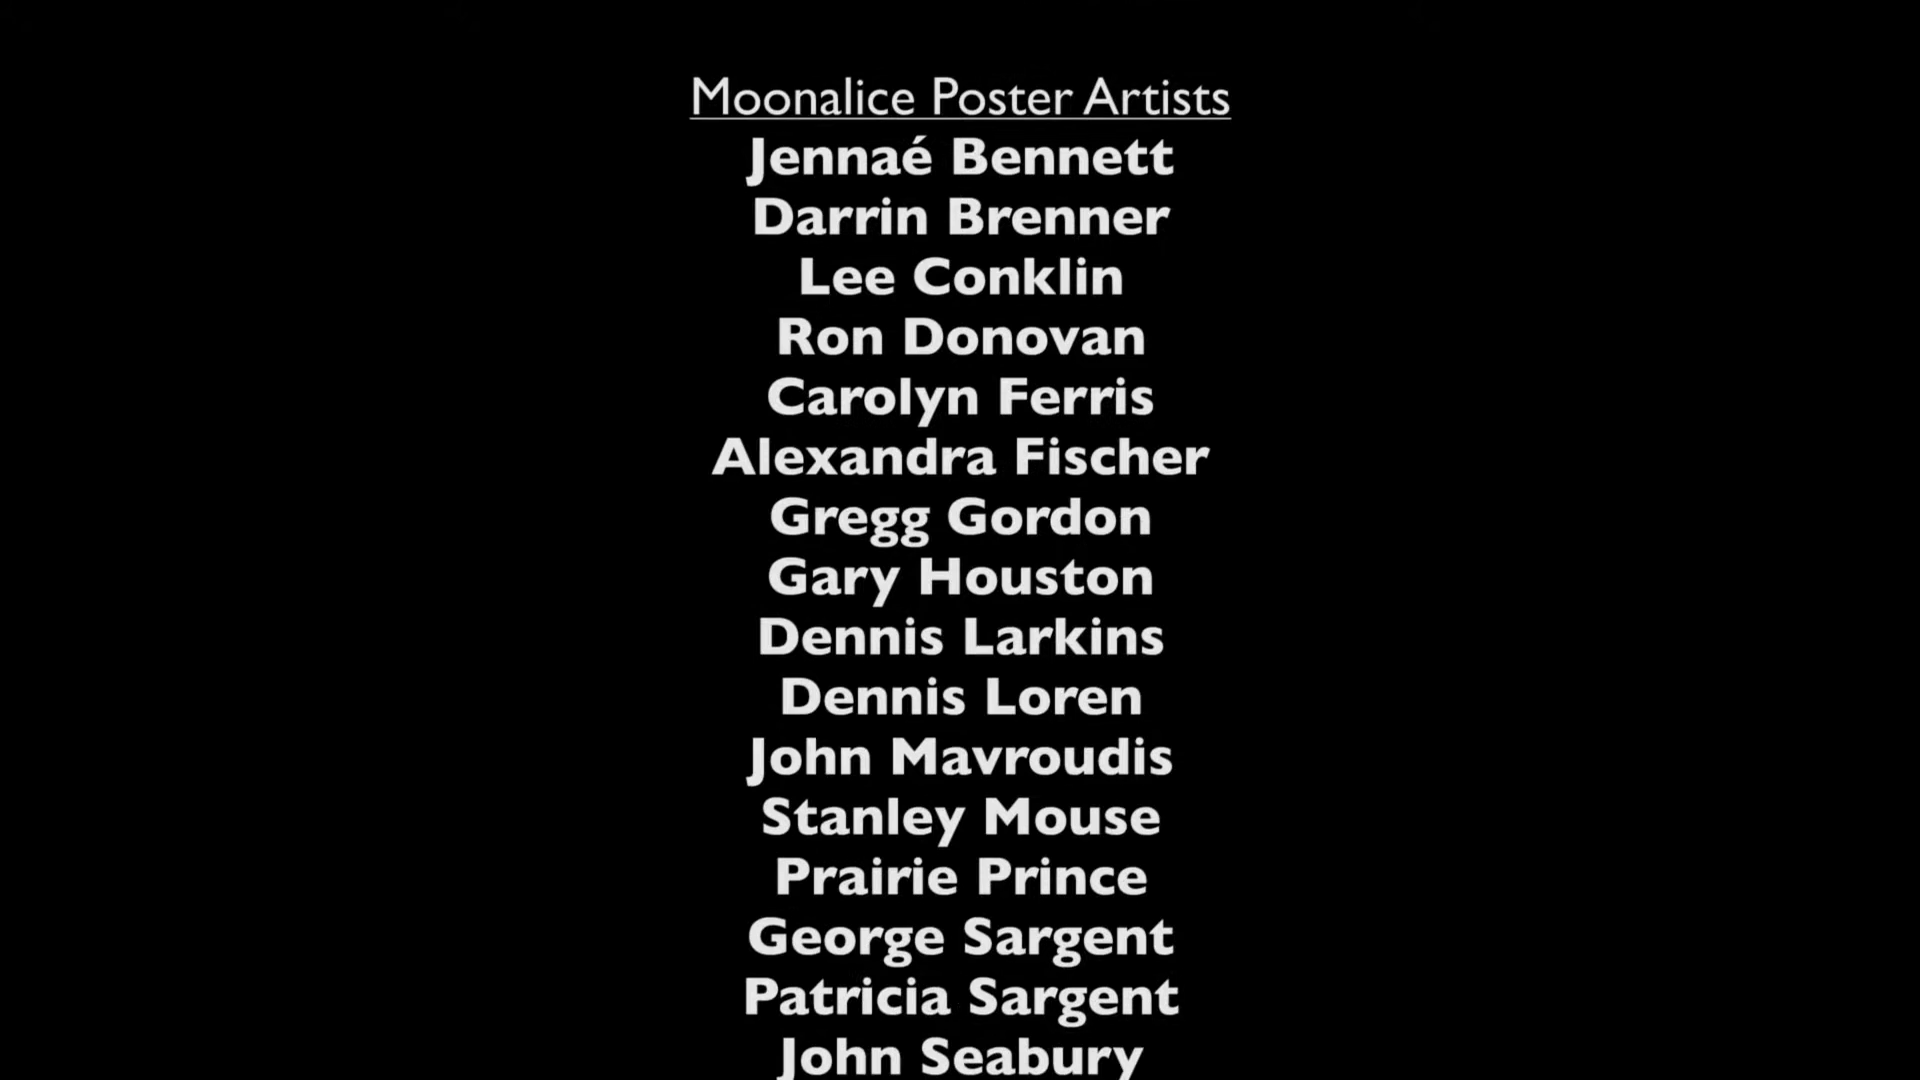 Moonalice Poster Artists
Jennaé Bennett
Darrin Brenner
Lee Conklin
Ron Donovan
Carolyn Ferris
Alexandra Fischer
Gregg Gordon
Gary Houston
Dennis Larkins
Dennis Loren
John Mavroudis
Stanley Mouse
Prairie Prince
George Sargent
Patricia Sargent
John Seabury